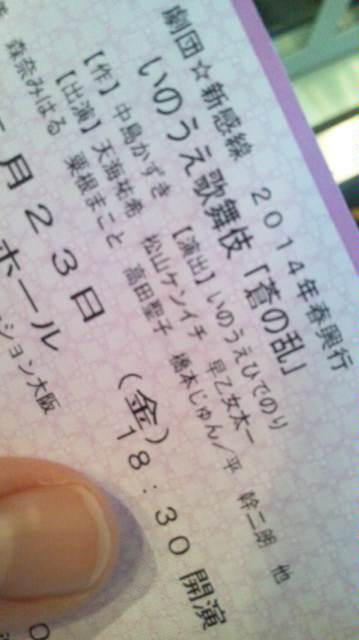 劇団☆新感線 2014年春興行
いのうえ歌舞伎「蒼の乱」
【作】中島かずき 【演出】いのうえひでのり
【出演】天海祐希 松山ケンイチ 早乙女太一
粟根まこと 高田聖子 橋本じゅん／平 幹二朗 他
森奈みはる
月23日(金)18:30開演
ホール
ション大阪